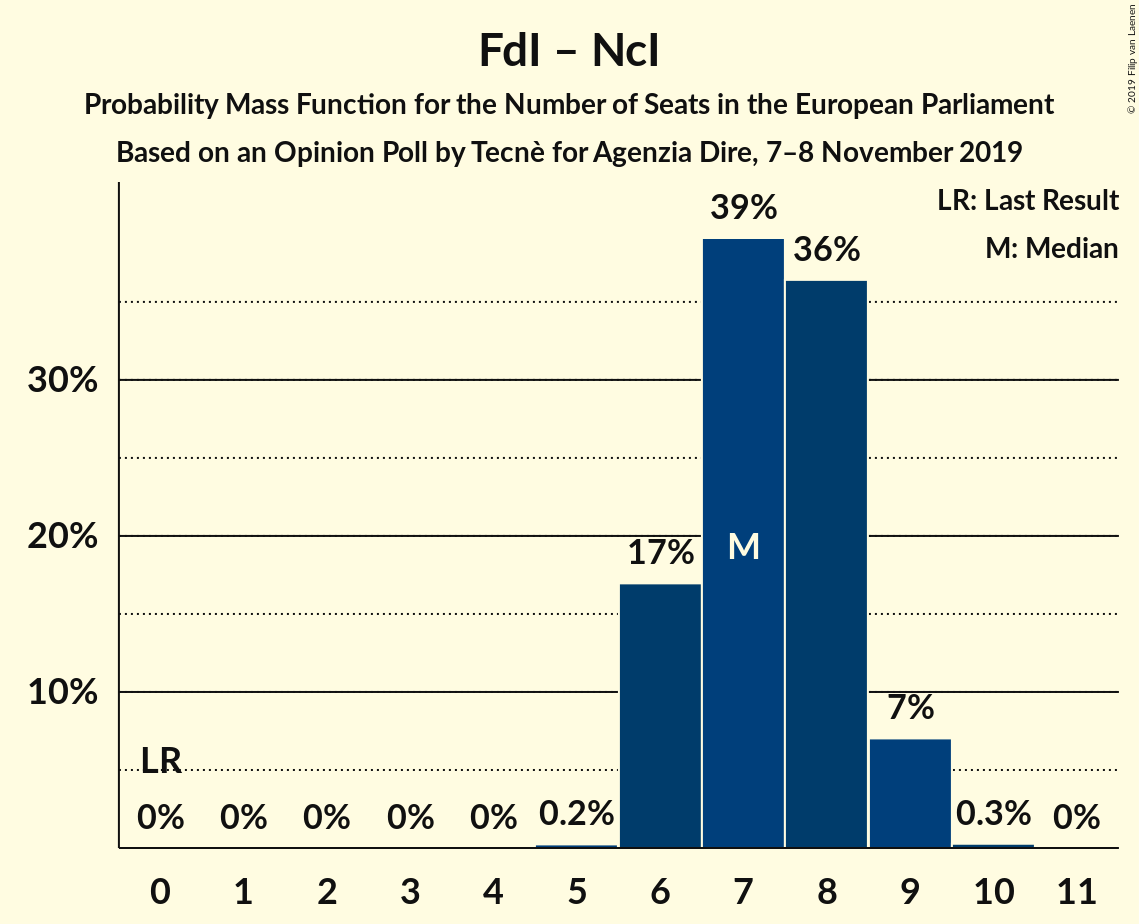 FdI – NcI
Probability Mass Function for the Number of Seats in the European Parliament
Based on an Opinion Poll by Tecnè for Agenzia Dire, 7–8 November 2019
© 2019 Filip van Laenen
LR: Last Result
M: Median
39%
36%
30%
20%
17%
M
10%
7%
LR
0%
0%
0%
0%
0%
0.2%
0.3%
0%
0 1 2 3 4 5 6 7 8 9 10 11